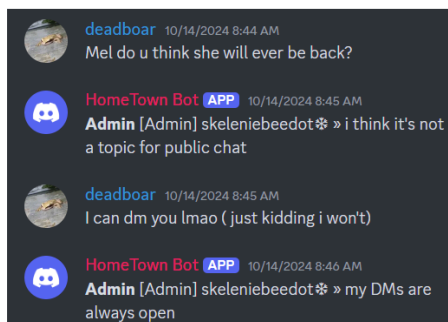 deadboar 10/14/2024 8:44 AM
Mel do u think she will ever be back?
HomeTown Bot APP 10/14/2024 8:45 AM
Admin [Admin] skeleniebeedot❄ » i think it's not
a topic for public chat
deadboar 10/14/2024 8:45 AM
I can dm you lmao ( just kidding i won't)
HomeTown Bot APP 10/14/2024 8:46 AM
Admin [Admin] skeleniebeedot❄ » my DMs are
always open